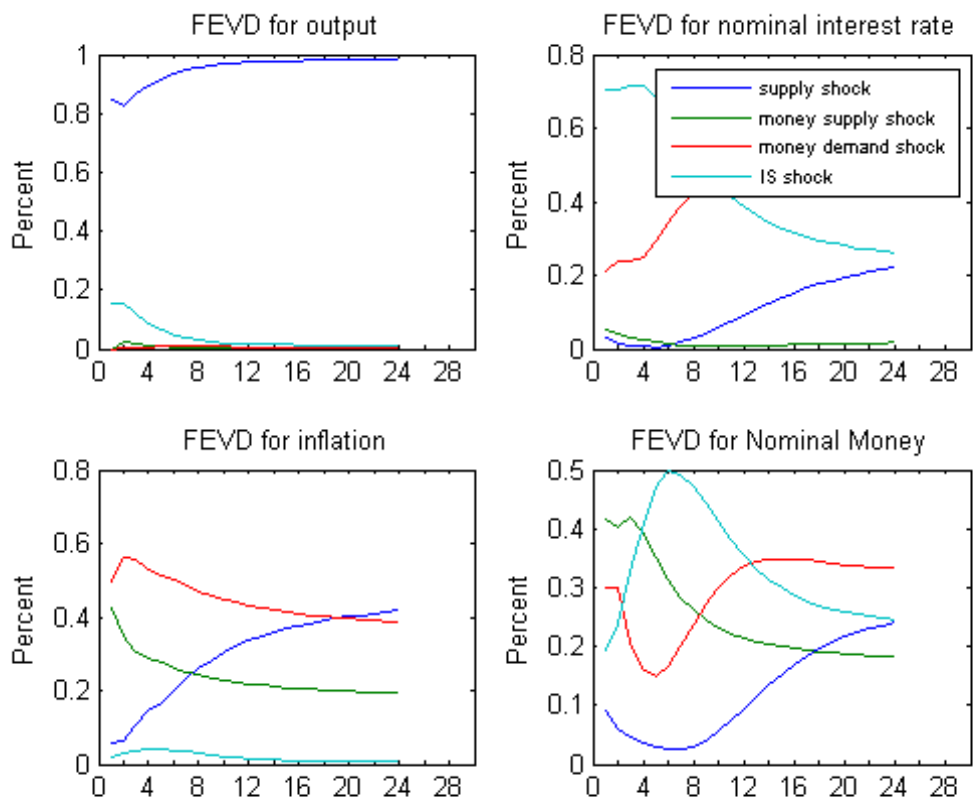 FEVD for output
Percent
1
0.8
0.6
0.4
0.2
0
0 4 8 12 16 20 24 28
FEVD for nominal interest rate
Percent
0.8
0.6
0.4
0.2
0
supply shock
money supply shock
money demand shock
IS shock
0 4 8 12 16 20 24 28
FEVD for inflation
Percent
0.8
0.6
0.4
0.2
0
0 4 8 12 16 20 24 28
FEVD for Nominal Money
Percent
0.5
0.4
0.3
0.2
0.1
0
0 4 8 12 16 20 24 28